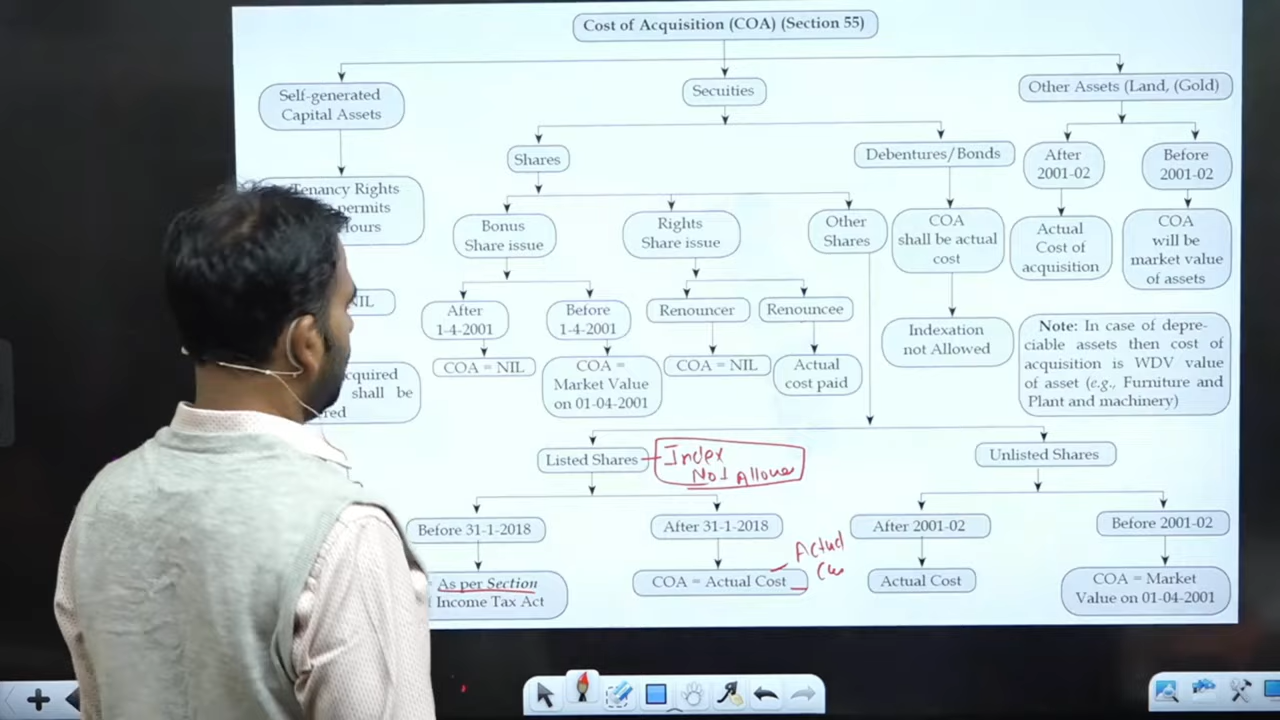 Cost of Acquisition (COA) (Section 55)
Self-generated
Capital Assets
Secuities
Other Assets (Land, (Gold)
Shares
Debentures/Bonds
After
2001-02
Before
2001-02
Tenancy Rights
permits
Hours
Bonus
Share issue
Rights
Share issue
Other
Shares
COA
shall be actual
cost
Actual
Cost of
acquisition
COA
will be
market value
of assets
NIL
After
1-4-2001
Before
1-4-2001
Renouncer
Renouncee
Indexation
not Allowed
COA = NIL
COA =
Market Value
on 01-04-2001
COA = NIL
Actual
cost paid
Note: In case of depre-
ciable assets then cost of
acquisition is WDV value
of asset (e.g., Furniture and
Plant and machinery)
shall be
Listed Shares
Index
Not Allowe
Unlisted Shares
Before 31-1-2018
After 31-1-2018
After 2001-02
Before 2001-02
As per Section
Income Tax Act
COA = Actual Cost
Actual
Actual Cost
COA = Market
Value on 01-04-2001